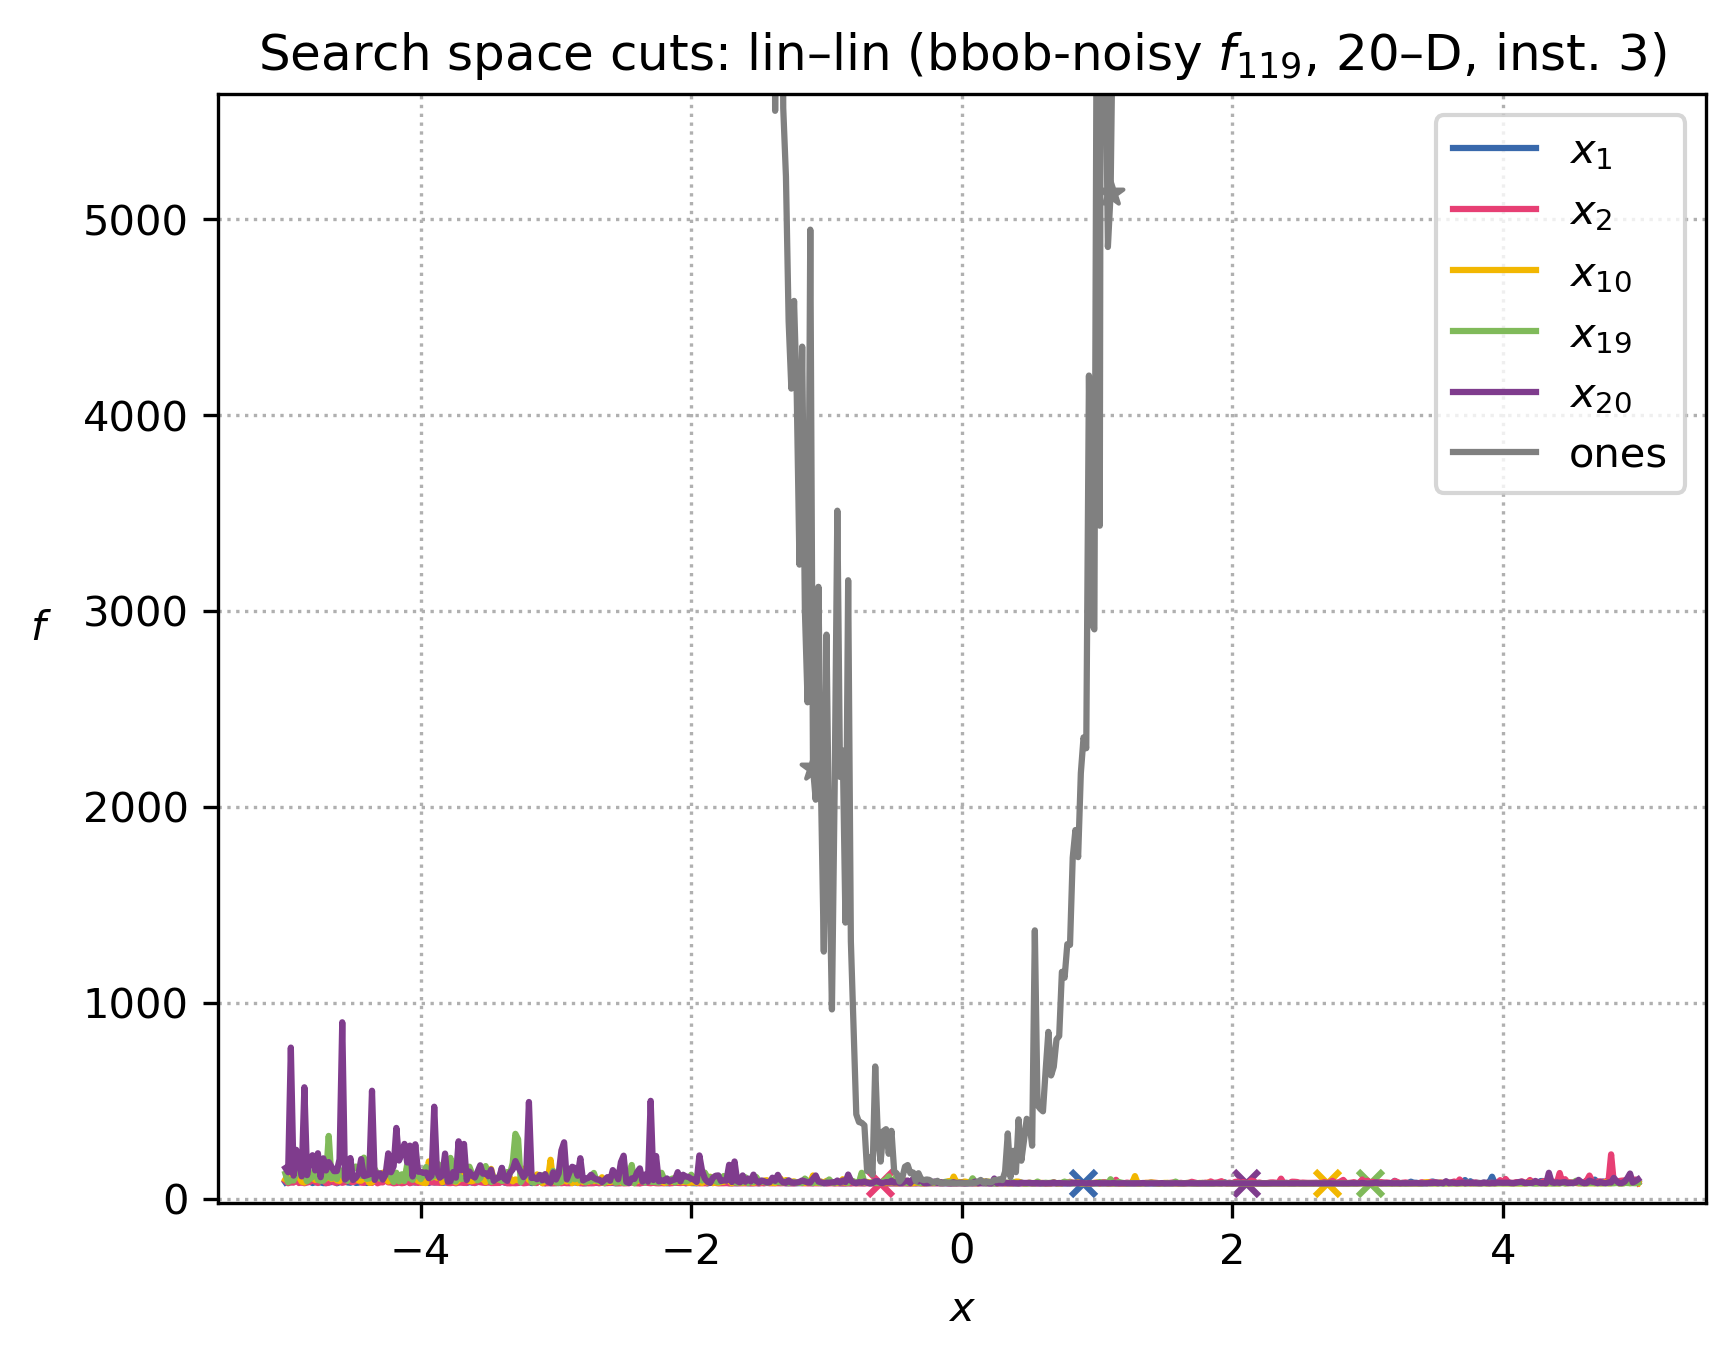 Search space cuts: lin–lin (bbob-noisy f₁₁₉, 20–D, inst. 3)
x₁
x₂
x₁₀
x₁₉
x₂₀
ones
f
5000
4000
3000
2000
1000
0
−4
−2
0
2
4
x